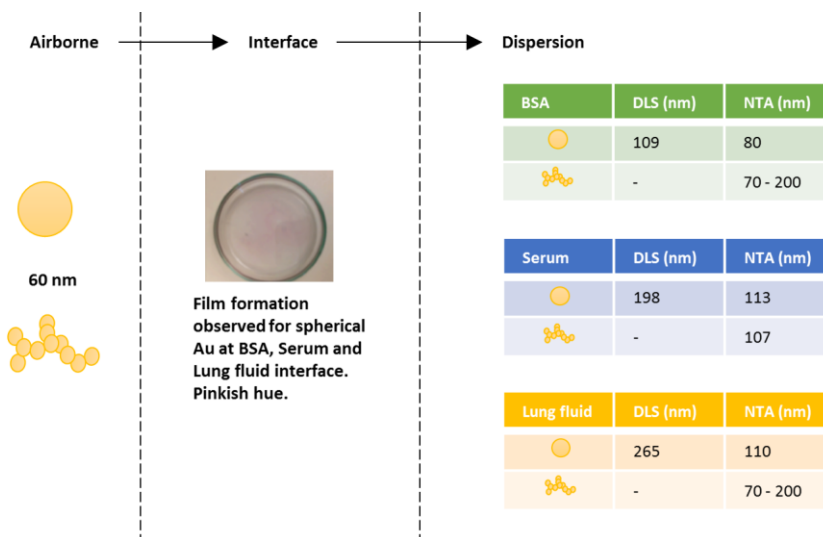 Airborne
Interface
Dispersion
60 nm
Film formation
observed for spherical
Au at BSA, Serum and
Lung fluid interface.
Pinkish hue.
BSA DLS (nm) NTA (nm)
109 80
- 70 - 200
Serum DLS (nm) NTA (nm)
198 113
- 107
Lung fluid DLS (nm) NTA (nm)
265 110
- 70 - 200